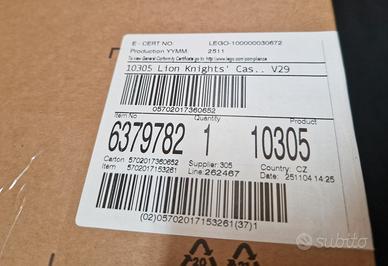 E - CERT NO: LEGO-100000030672
Production YYMM: 2511
To view General Conformity Certificate go to: http://www.lego.com/compliance
10305 Lion Knights' Cas.. V29
05702017360652
Item No Quantity Product
6379782 1 10305
Carton 5702017360652 Supplier: 305 Country: CZ
Item 5702017153261 Line: 262467 Date: 251104 14:25
(02)05702017153261(37)1
subito